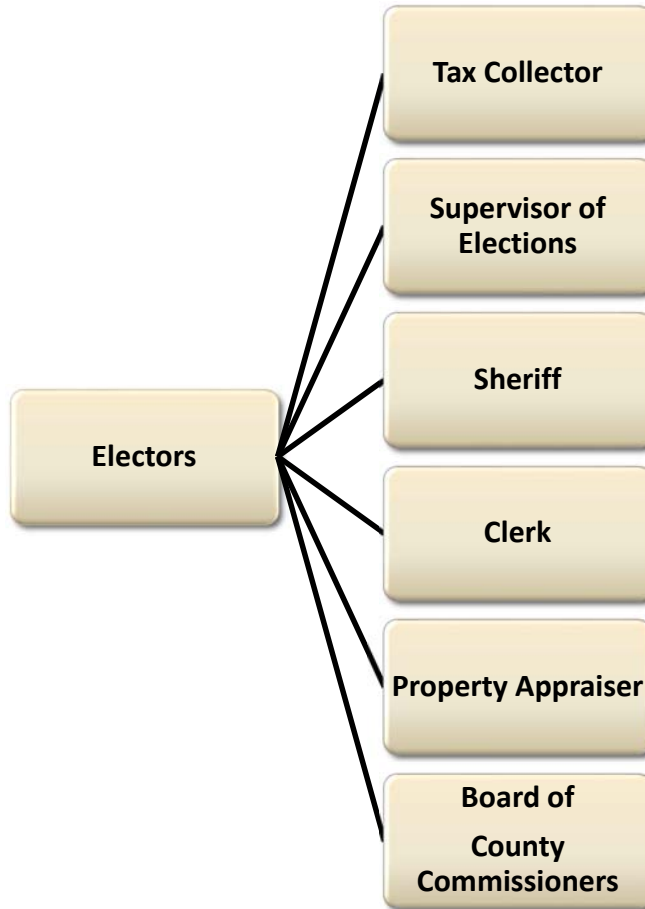 Tax Collector
Supervisor of
Elections
Sheriff
Electors
Clerk
Property Appraiser
Board of
County
Commissioners